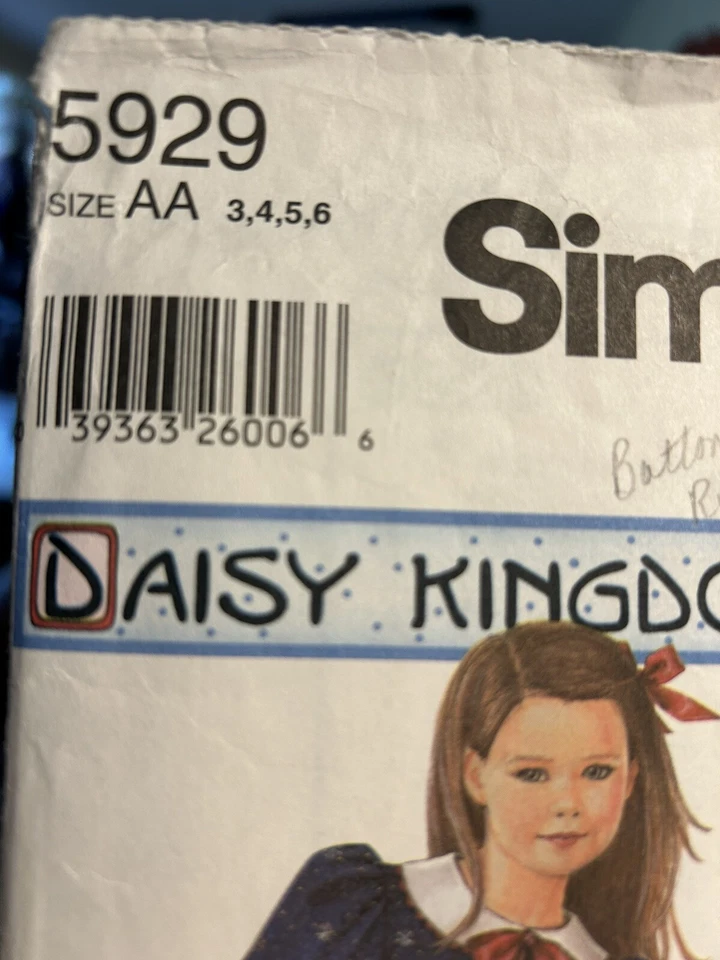 5929
SIZE AA 3,4,5,6
Sim
39363 26006 6
Button
DAISY KINGDO